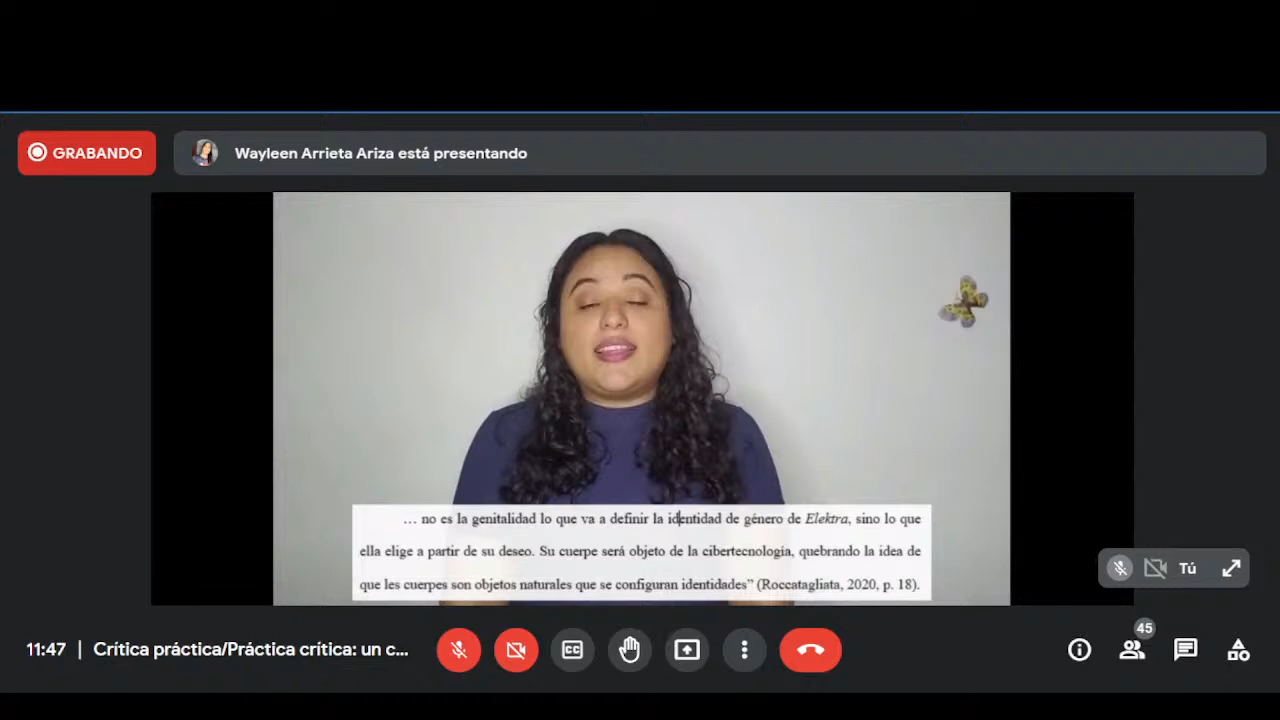 GRABANDO
Wayleen Arrieta Ariza está presentando
… no es la genitalidad lo que va a definir la identidad de género de Elektra, sino lo que
ella elige a partir de su deseo. Su cuerpe será objeto de la cibertecnología, quebrando la idea de
que les cuerpes son objetos naturales que se configuran identidades” (Roccatagliata, 2020, p. 18).
Tú
45
11:47 | Crítica práctica/Práctica crítica: un c...
CC